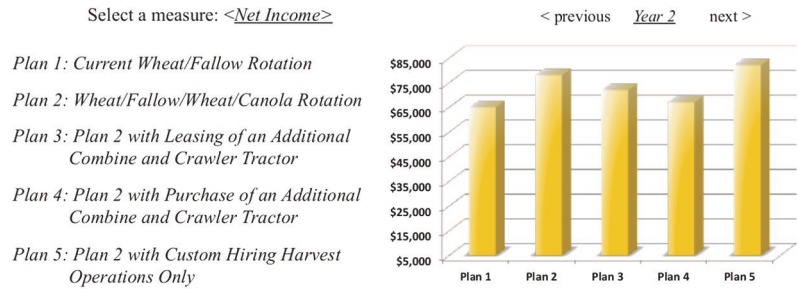 Select a measure: <Net Income>
< previous Year 2 next >
Plan 1: Current Wheat/Fallow Rotation
Plan 2: Wheat/Fallow/Wheat/Canola Rotation
Plan 3: Plan 2 with Leasing of an Additional
Combine and Crawler Tractor
Plan 4: Plan 2 with Purchase of an Additional
Combine and Crawler Tractor
Plan 5: Plan 2 with Custom Hiring Harvest
Operations Only
$85,000
$75,000
$65,000
$55,000
$45,000
$35,000
$25,000
$15,000
$5,000
Plan 1 Plan 2 Plan 3 Plan 4 Plan 5